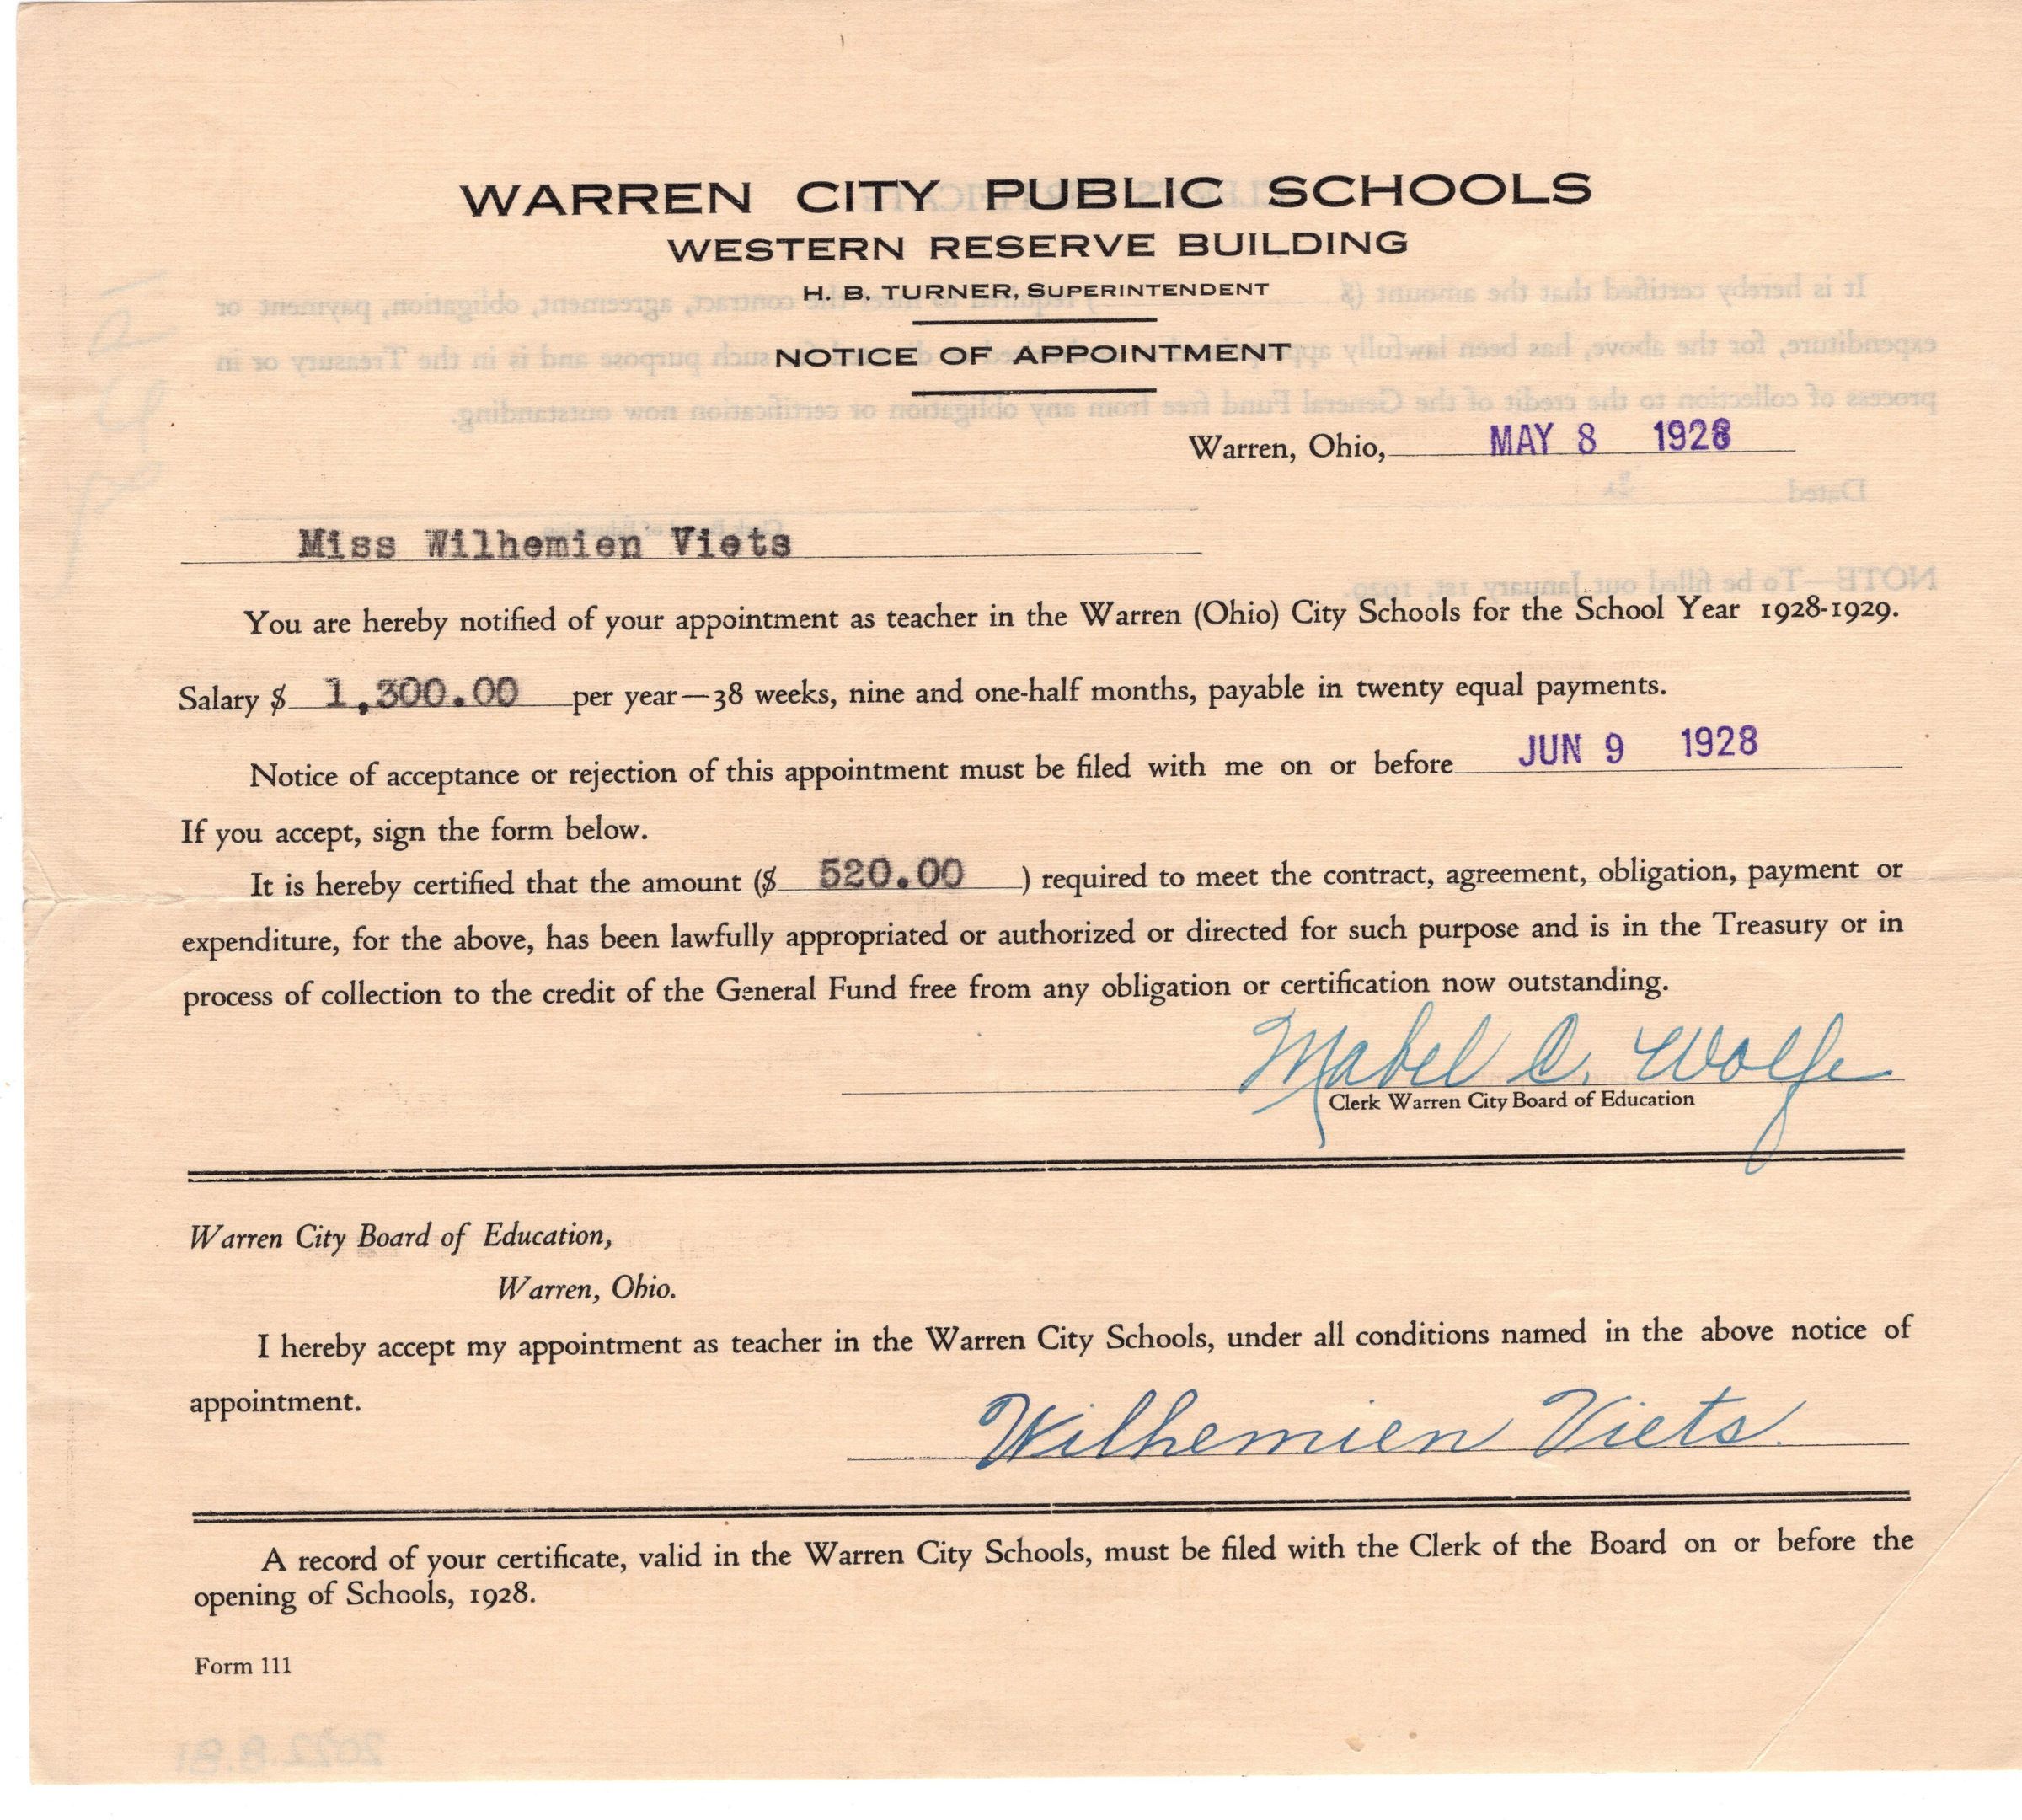 WARREN CITY PUBLIC SCHOOLS
WESTERN RESERVE BUILDING
H. B. TURNER, SUPERINTENDENT
NOTICE OF APPOINTMENT
Warren, Ohio, MAY 8 1928
Miss Wilhemien Viets
You are hereby notified of your appointment as teacher in the Warren (Ohio) City Schools for the School Year 1928-1929.
Salary $ 1,300.00 per year—38 weeks, nine and one-half months, payable in twenty equal payments.
Notice of acceptance or rejection of this appointment must be filed with me on or before JUN 9 1928
If you accept, sign the form below.
It is hereby certified that the amount ($ 520.00 ) required to meet the contract, agreement, obligation, payment or
expenditure, for the above, has been lawfully appropriated or authorized or directed for such purpose and is in the Treasury or in
process of collection to the credit of the General Fund free from any obligation or certification now outstanding.
Mabel C. Wolfe
Clerk Warren City Board of Education
Warren City Board of Education,
Warren, Ohio.
I hereby accept my appointment as teacher in the Warren City Schools, under all conditions named in the above notice of
appointment.
Wilhemien Viets
A record of your certificate, valid in the Warren City Schools, must be filed with the Clerk of the Board on or before the
opening of Schools, 1928.
Form 111
2022.8.81